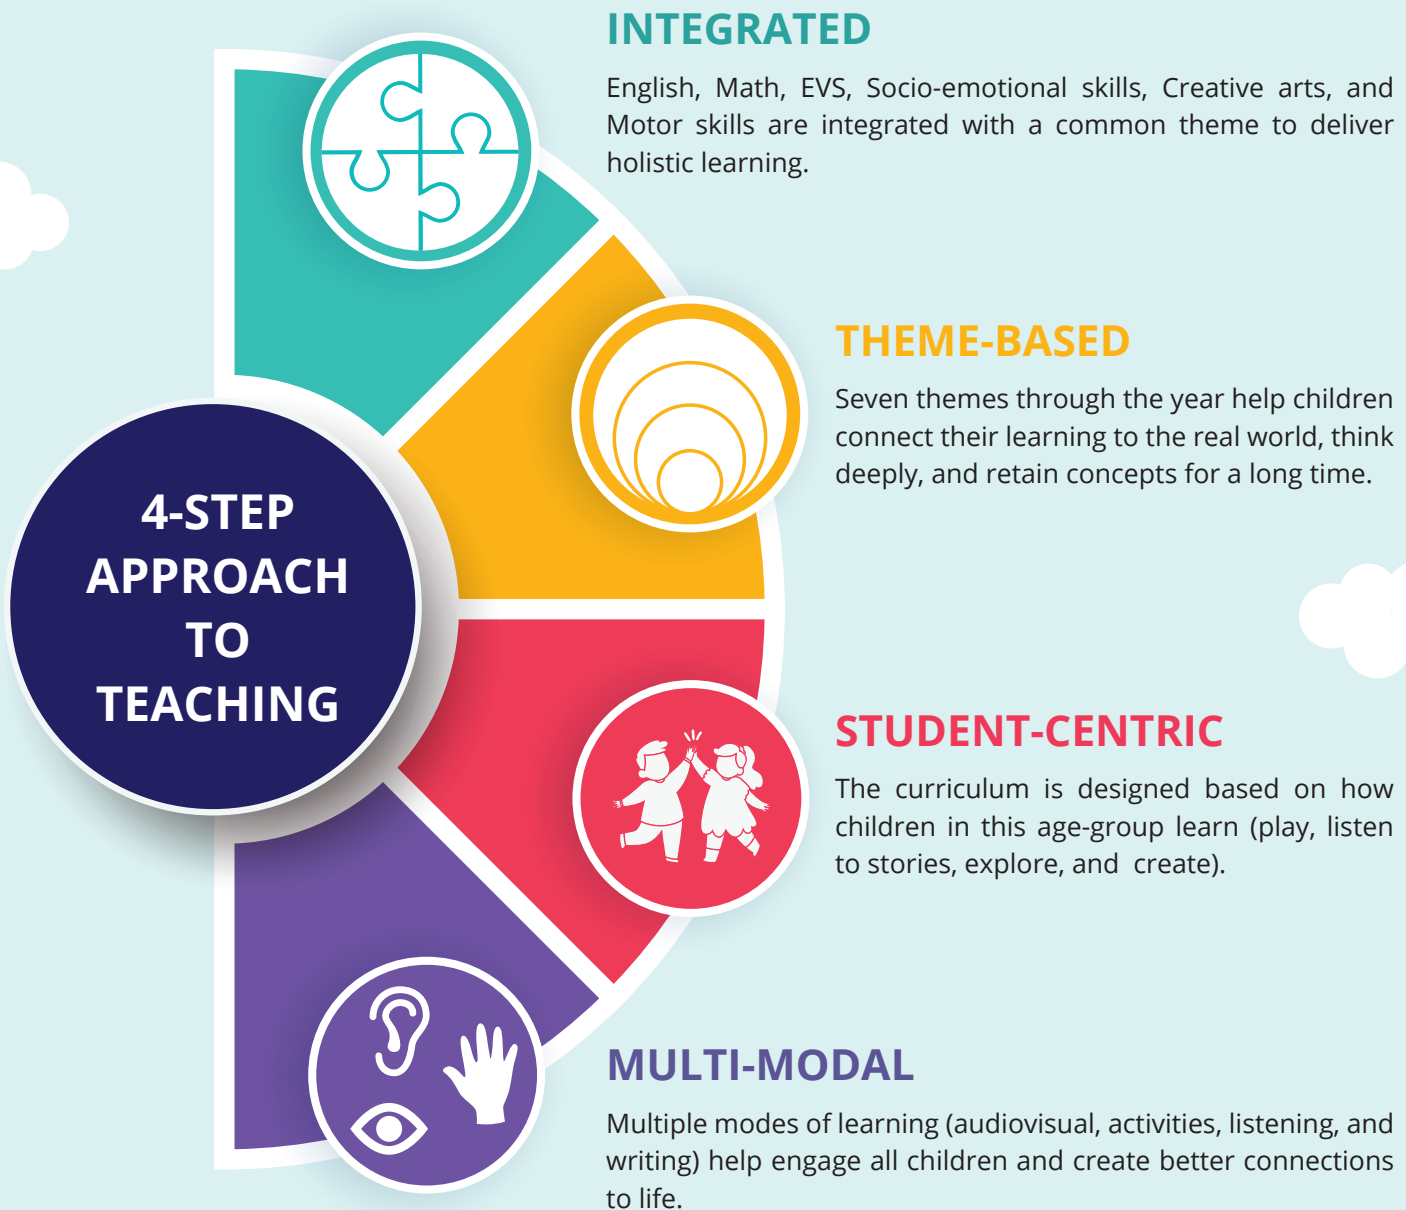 INTEGRATED
English, Math, EVS, Socio-emotional skills, Creative arts, and
Motor skills are integrated with a common theme to deliver
holistic learning.
THEME-BASED
Seven themes through the year help children
connect their learning to the real world, think
deeply, and retain concepts for a long time.
4-STEP
APPROACH
TO
TEACHING
STUDENT-CENTRIC
The curriculum is designed based on how
children in this age-group learn (play, listen
to stories, explore, and create).
MULTI-MODAL
Multiple modes of learning (audiovisual, activities, listening, and
writing) help engage all children and create better connections
to life.